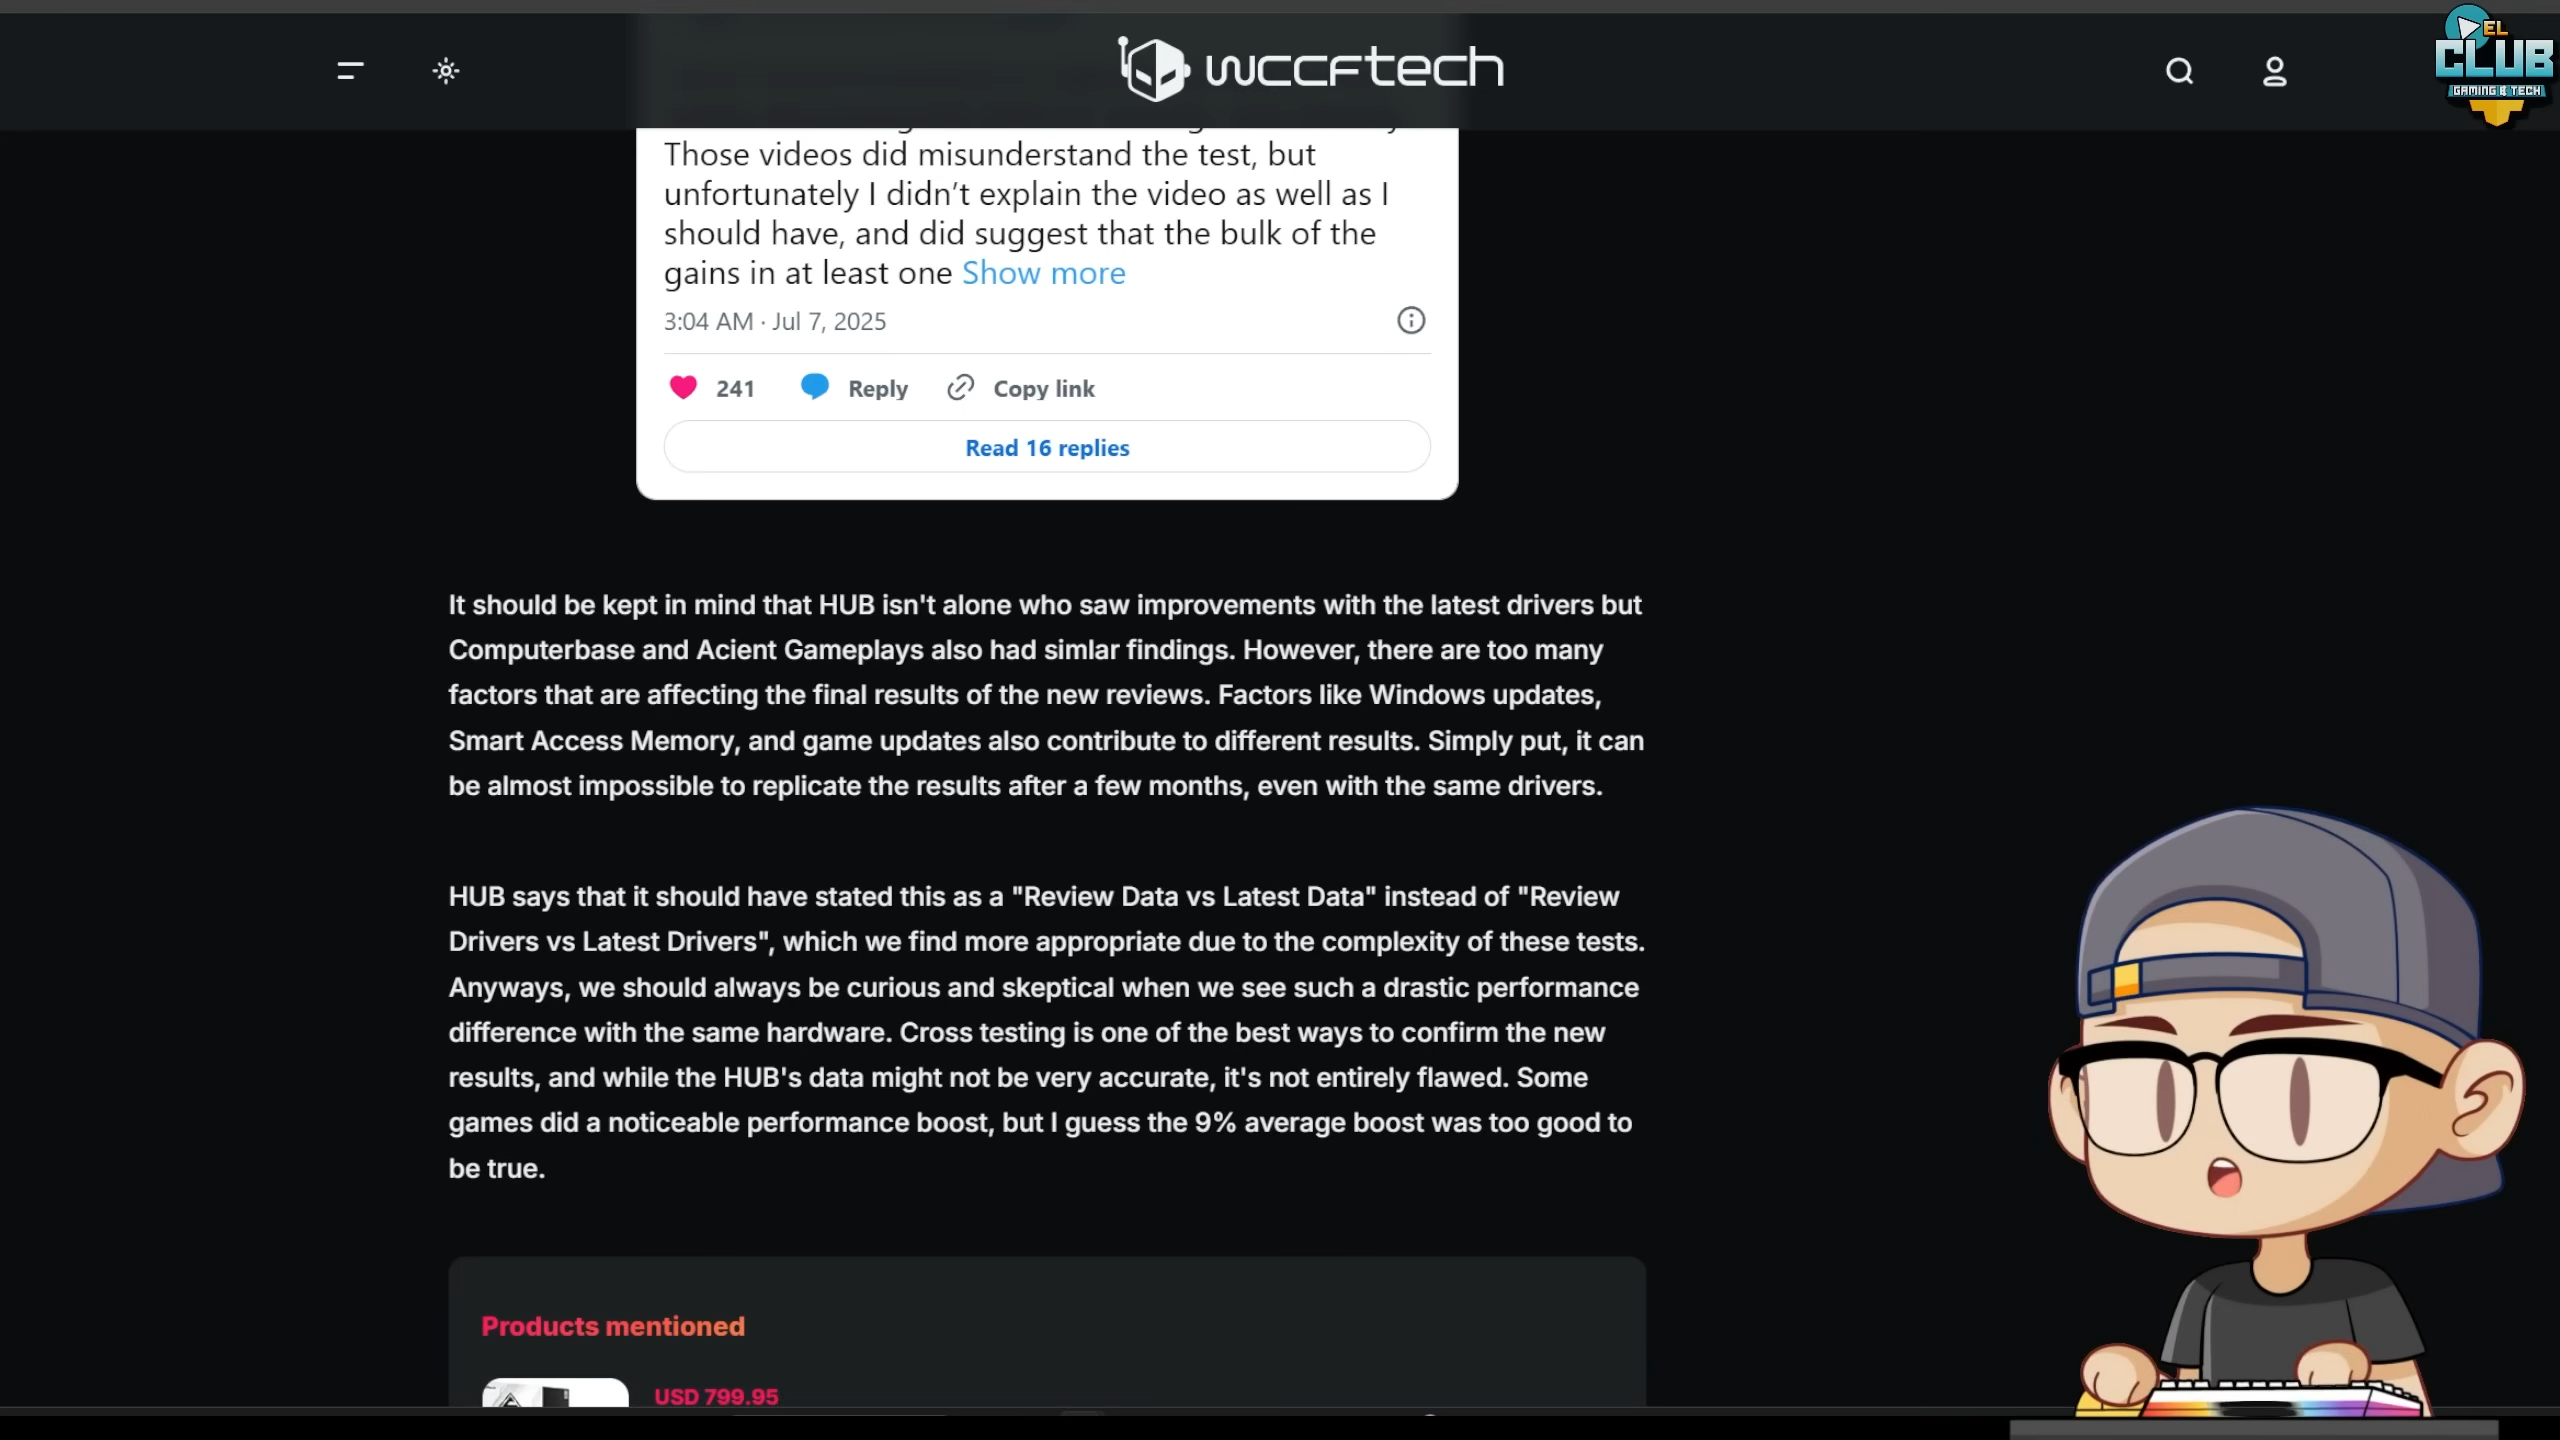 wccftech
EL
CLUB
GAMING & TECH
Those videos did misunderstand the test, but
unfortunately I didn't explain the video as well as I
should have, and did suggest that the bulk of the
gains in at least one Show more
3:04 AM · Jul 7, 2025
241 Reply Copy link
Read 16 replies
It should be kept in mind that HUB isn't alone who saw improvements with the latest drivers but
Computerbase and Acient Gameplays also had simlar findings. However, there are too many
factors that are affecting the final results of the new reviews. Factors like Windows updates,
Smart Access Memory, and game updates also contribute to different results. Simply put, it can
be almost impossible to replicate the results after a few months, even with the same drivers.
HUB says that it should have stated this as a "Review Data vs Latest Data" instead of "Review
Drivers vs Latest Drivers", which we find more appropriate due to the complexity of these tests.
Anyways, we should always be curious and skeptical when we see such a drastic performance
difference with the same hardware. Cross testing is one of the best ways to confirm the new
results, and while the HUB's data might not be very accurate, it's not entirely flawed. Some
games did a noticeable performance boost, but I guess the 9% average boost was too good to
be true.
Products mentioned
USD 799.95